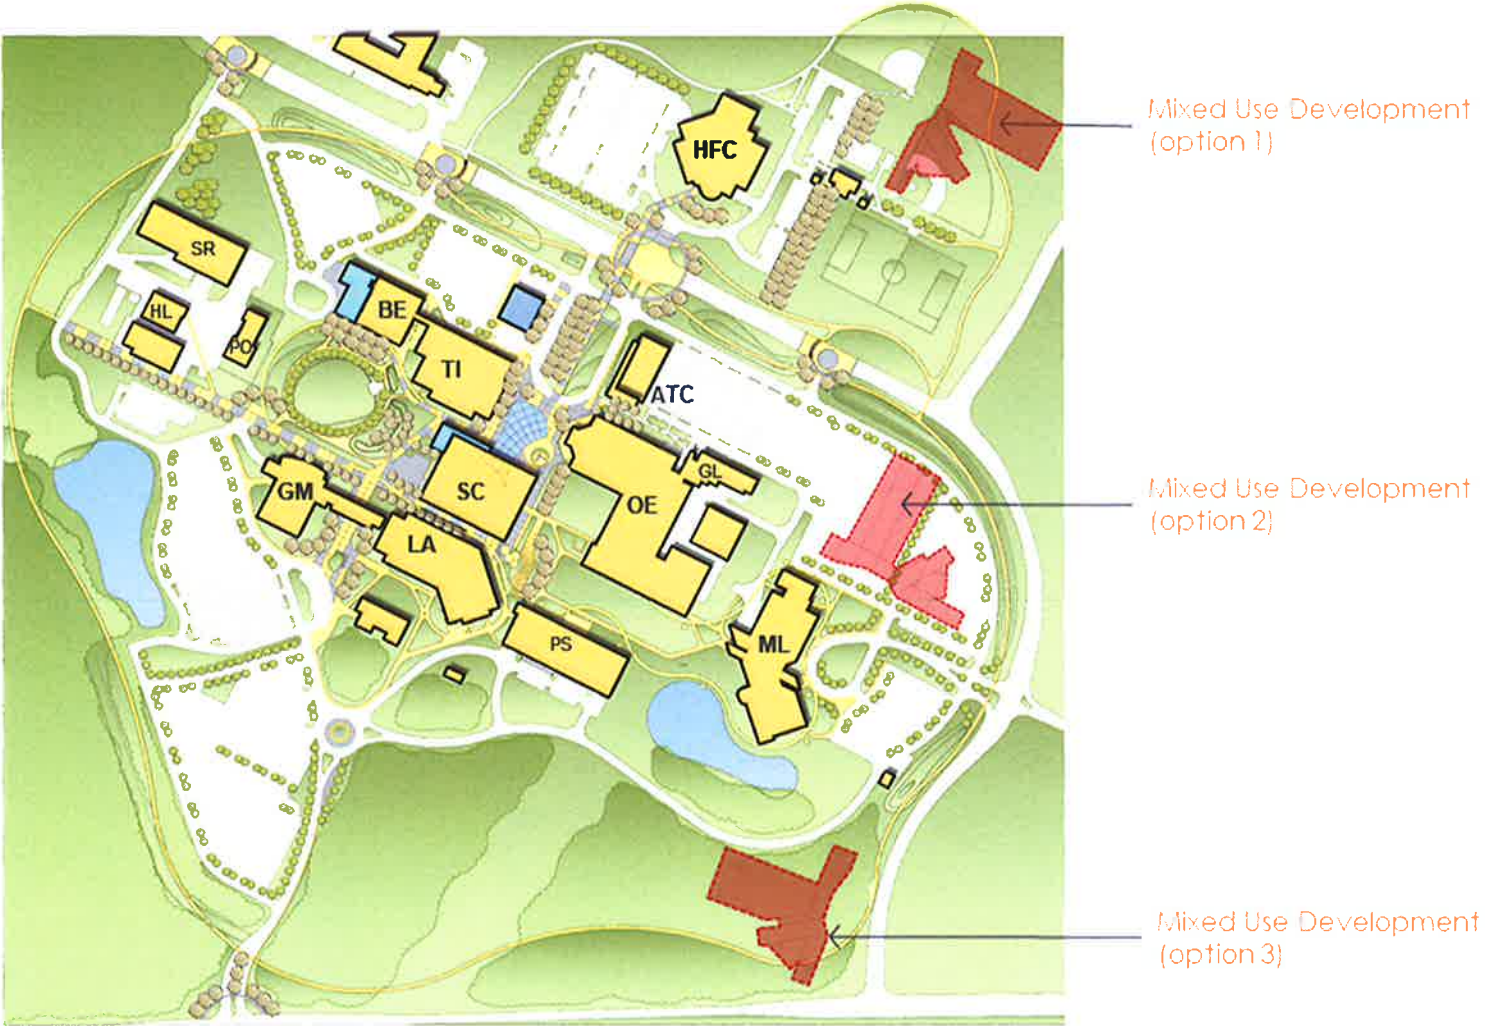 Mixed Use Development
(option 1)
HFC
SR
HL
PO
BE
TI
ATC
GL
GM
SC
OE
Mixed Use Development
(option 2)
LA
PS
ML
Mixed Use Development
(option 3)